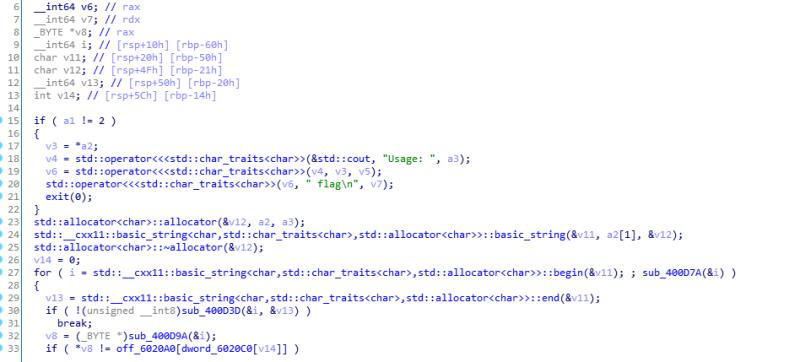 6 __int64 v6; // rax
7 __int64 v7; // rdx
8 _BYTE *v8; // rax
9 __int64 i; // [rsp+10h] [rbp-60h]
10 char v11; // [rsp+20h] [rbp-50h]
11 char v12; // [rsp+4Fh] [rbp-21h]
12 __int64 v13; // [rsp+50h] [rbp-20h]
13 int v14; // [rsp+5Ch] [rbp-14h]
14
15 if ( a1 != 2 )
16 {
17 v3 = *a2;
18 v4 = std::operator<<<std::char_traits<char>>(&std::cout, "Usage: ", a3);
19 v6 = std::operator<<<std::char_traits<char>>(v4, v3, v5);
20 std::operator<<<std::char_traits<char>>(v6, " flag\n", v7);
21 exit(0);
22 }
23 std::allocator<char>::allocator(&v12, a2, a3);
24 std::__cxx11::basic_string<char,std::char_traits<char>,std::allocator<char>>::basic_string(&v11, a2[1], &v12);
25 std::allocator<char>::~allocator(&v12);
26 v14 = 0;
27 for ( i = std::__cxx11::basic_string<char,std::char_traits<char>,std::allocator<char>>::begin(&v11); ; sub_400D7A(&i) )
28 {
29 v13 = std::__cxx11::basic_string<char,std::char_traits<char>,std::allocator<char>>::end(&v11);
30 if ( !(unsigned __int8)sub_400D3D(&i, &v13) )
31 break;
32 v8 = (_BYTE *)sub_400D9A(&i);
33 if ( *v8 != off_6020A0[dword_6020C0[v14]] )